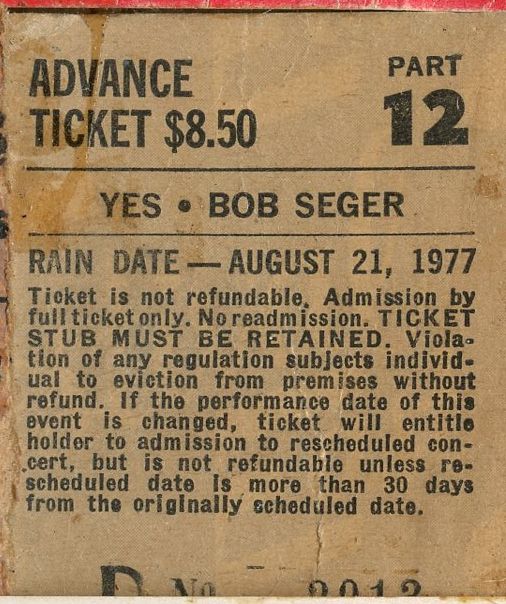 ADVANCE
TICKET $8.50
PART
12
YES • BOB SEGER
RAIN DATE — AUGUST 21, 1977
Ticket is not refundable. Admission by
full ticket only. No readmission. TICKET
STUB MUST BE RETAINED. Viola-
tion of any regulation subjects individ-
ual to eviction from premises without
refund. If the performance date of this
event is changed, ticket will entitle
holder to admission to rescheduled con-
cert, but is not refundable unless re-
scheduled date is more than 30 days
from the originally scheduled date.
No